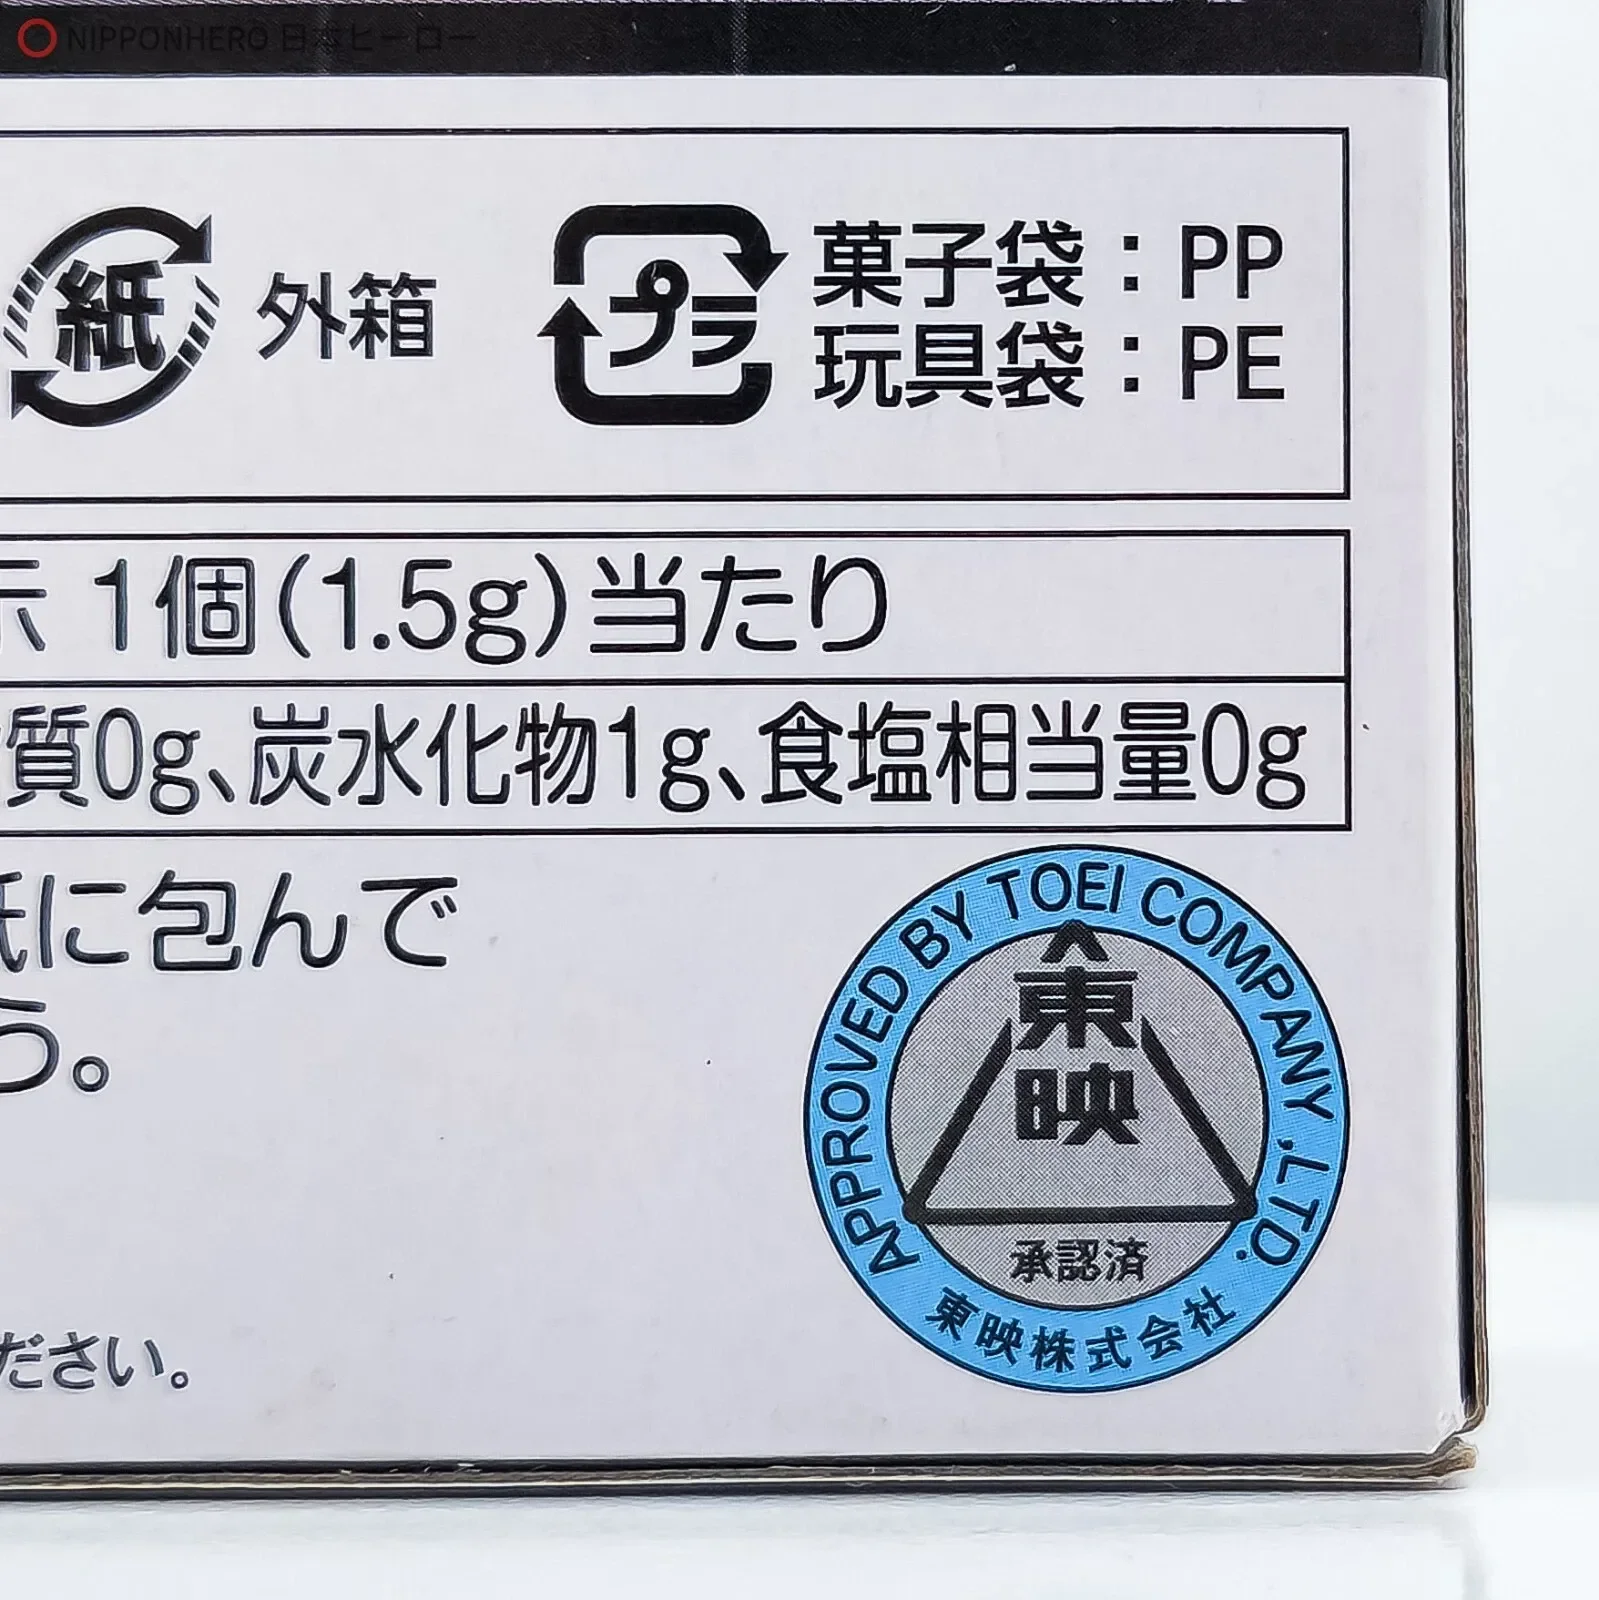 NIPPONHERO 日本ヒーロー
紙 外箱
プラ 菓子袋：PP
玩具袋：PE
示 1個(1.5g)当たり
質0g、炭水化物1g、食塩相当量0g
紙に包んで
う。
ださい。
APPROVED BY TOEI COMPANY ,LTD.
東映
承認済
東映株式会社